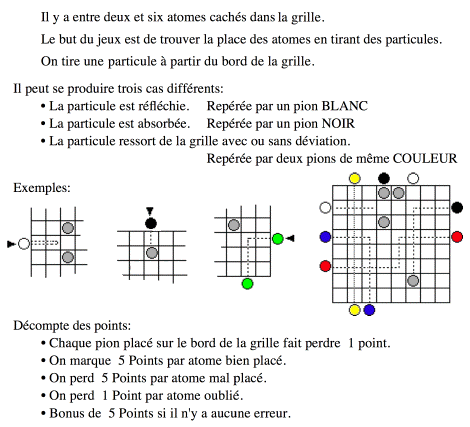 Il y a entre deux et six atomes cachés dans la grille.
Le but du jeux est de trouver la place des atomes en tirant des particules.
On tire une particule à partir du bord de la grille.
Il peut se produire trois cas différents:
• La particule est réfléchie. Repérée par un pion BLANC
• La particule est absorbée. Repérée par un pion NOIR
• La particule ressort de la grille avec ou sans déviation.
Repérée par deux pions de même COULEUR
Exemples:
Décompte des points:
• Chaque pion placé sur le bord de la grille fait perdre 1 point.
• On marque 5 Points par atome bien placé.
• On perd 5 Points par atome mal placé.
• On perd 1 Point par atome oublié.
• Bonus de 5 Points si il n'y a aucune erreur.